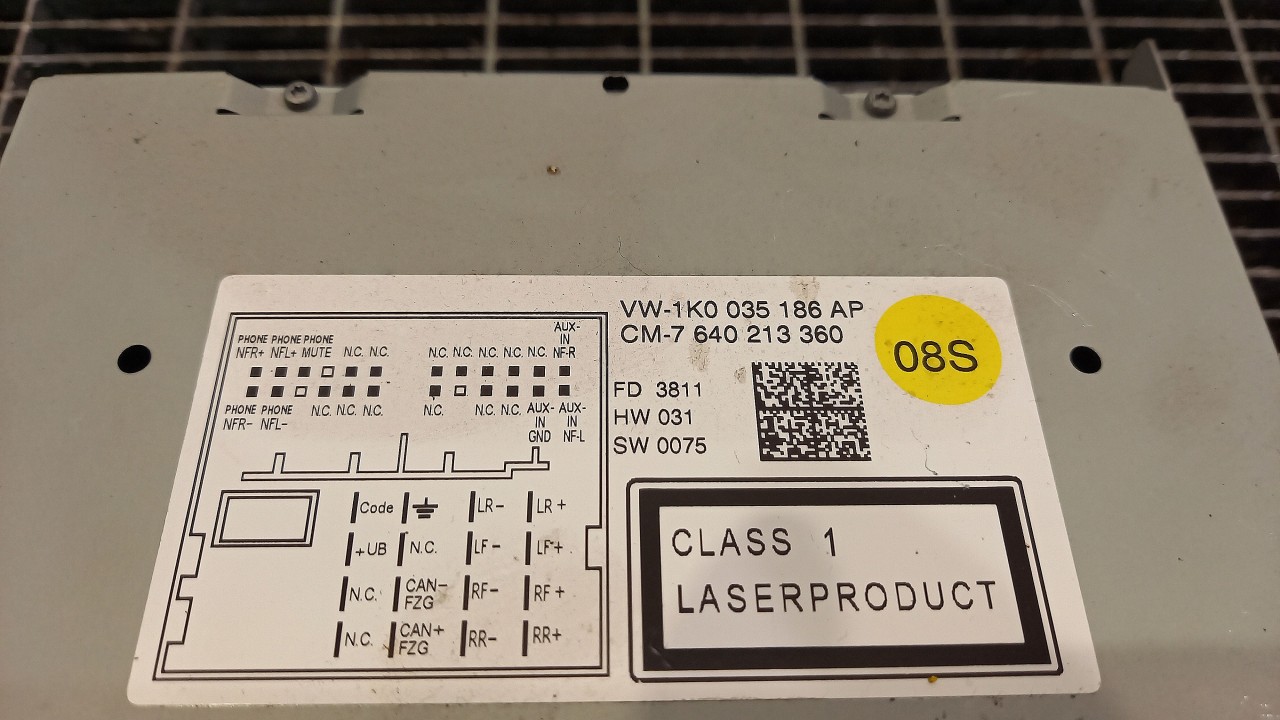 VW-1K0 035 186 AP
CM-7 640 213 360
08S
FD 3811
HW 031
SW 0075
PHONE PHONE PHONE AUX-
IN
NFR+ NFL+ MUTE N.C. N.C. N.C. N.C. N.C. N.C. N.C. NF-R
PHONE PHONE N.C. N.C. N.C. N.C. N.C. N.C. AUX- AUX-
NFR- NFL- IN IN
GND NF-L
Code LR- LR+
+UB N.C. LF- LF+
N.C. CAN- RF- RF+
FZG
N.C. CAN+ RR- RR+
FZG
CLASS 1
LASERPRODUCT